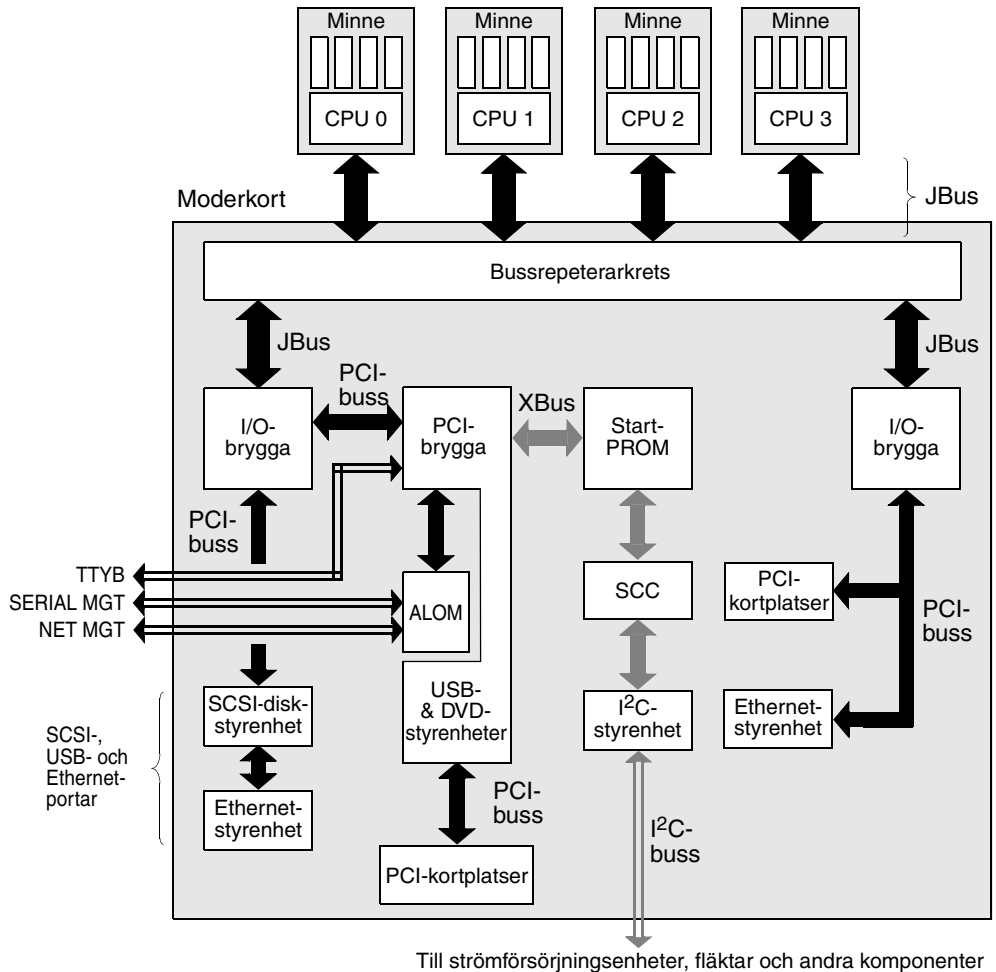 Minne
Minne
Minne
Minne
CPU 0
CPU 1
CPU 2
CPU 3
Moderkort
JBus
Bussrepeterarkrets
JBus
JBus
PCI-
buss
XBus
I/O-
brygga
PCI-
brygga
Start-
PROM
I/O-
brygga
PCI-
buss
TTYB
SERIAL MGT
NET MGT
ALOM
SCC
PCI-
kortplatser
PCI-
buss
SCSI-disk-
styrenhet
USB-
& DVD-
styrenheter
I²C-
styrenhet
Ethernet-
styrenhet
SCSI-,
USB- och
Ethernet-
portar
Ethernet-
styrenhet
PCI-
buss
I²C-
buss
PCI-kortplatser
Till strömförsörjningsenheter, fläktar och andra komponenter